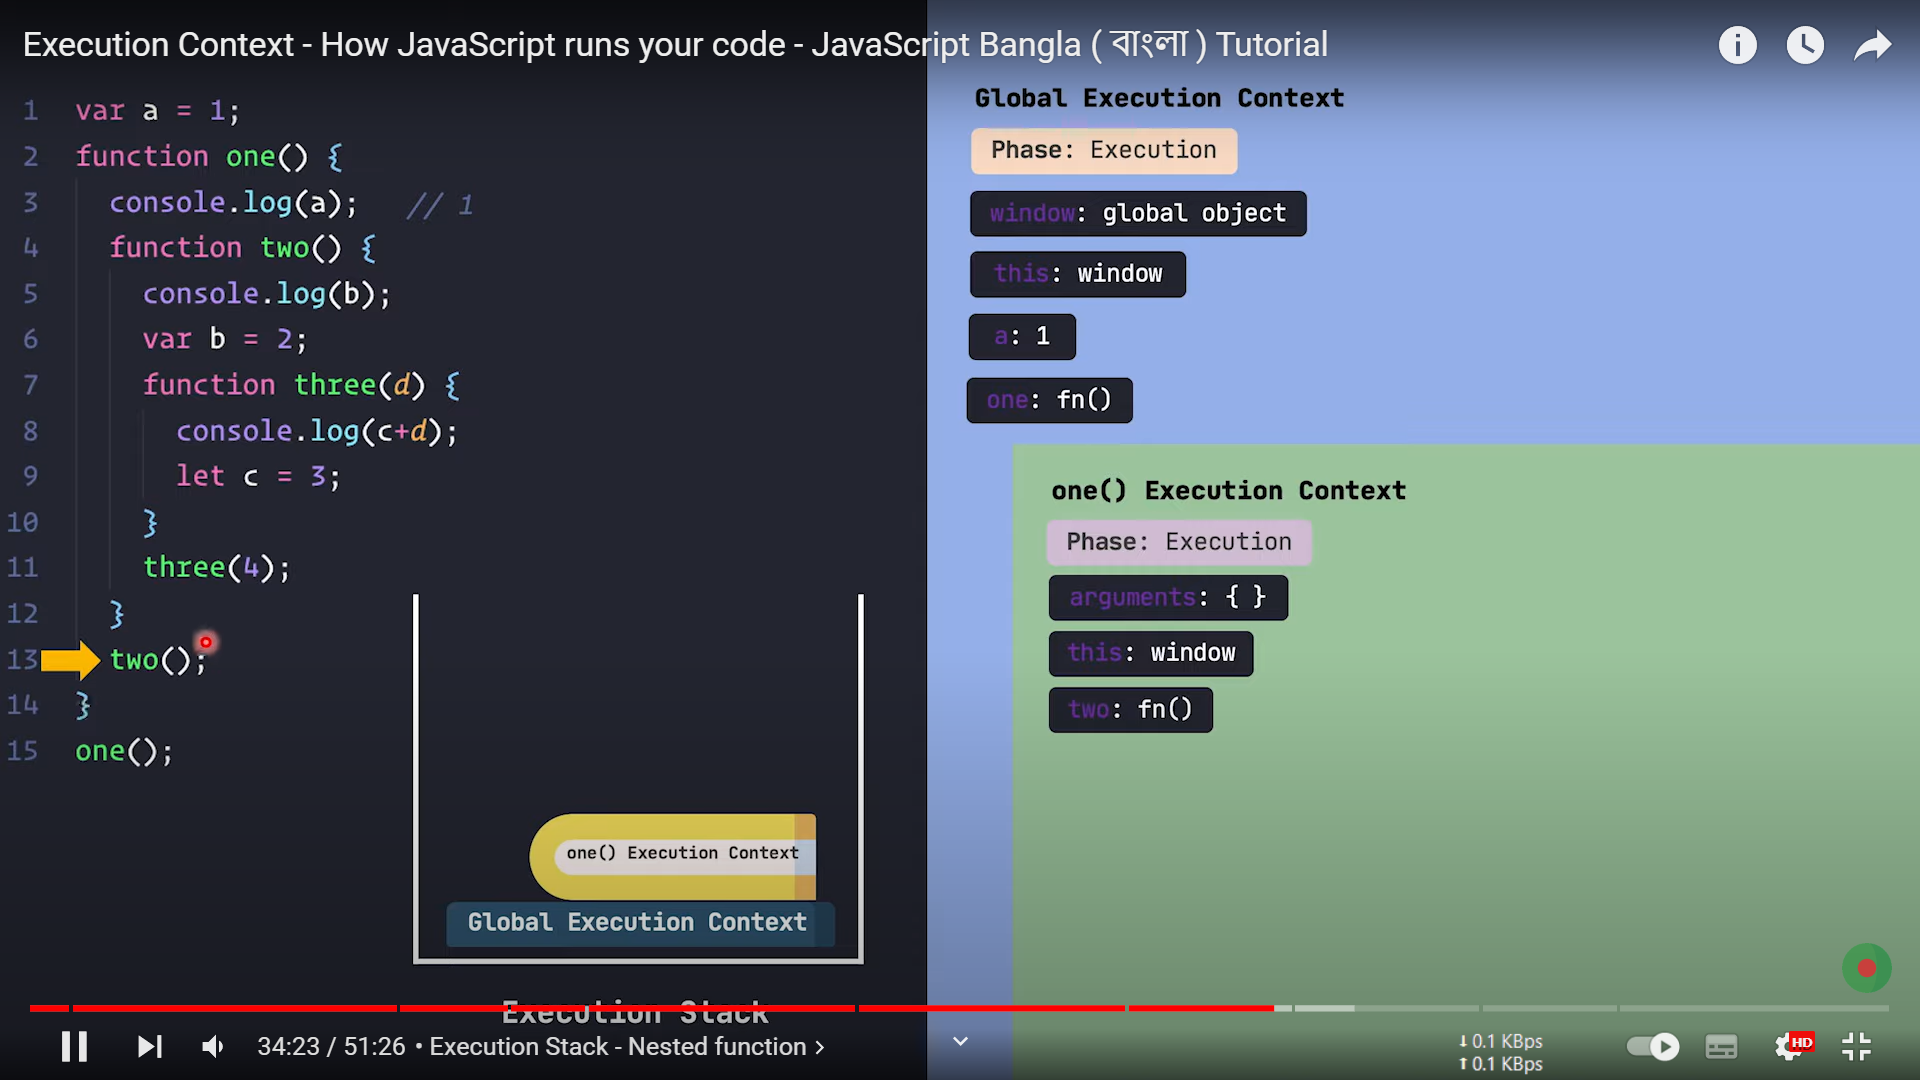 Execution Context - How JavaScript runs your code - JavaScript Bangla ( বাংলা ) Tutorial
1 var a = 1;
2 function one() {
3 console.log(a); // 1
4 function two() {
5 console.log(b);
6 var b = 2;
7 function three(d) {
8 console.log(c+d);
9 let c = 3;
10 }
11 three(4);
12 }
13 two();
14 }
15 one();
one() Execution Context
Global Execution Context
Execution Stack
Global Execution Context
Phase: Execution
window: global object
this: window
a: 1
one: fn()
one() Execution Context
Phase: Execution
arguments: { }
this: window
two: fn()
34:23 / 51:26 • Execution Stack - Nested function ›
↓ 0.1 KBps
↑ 0.1 KBps
HD